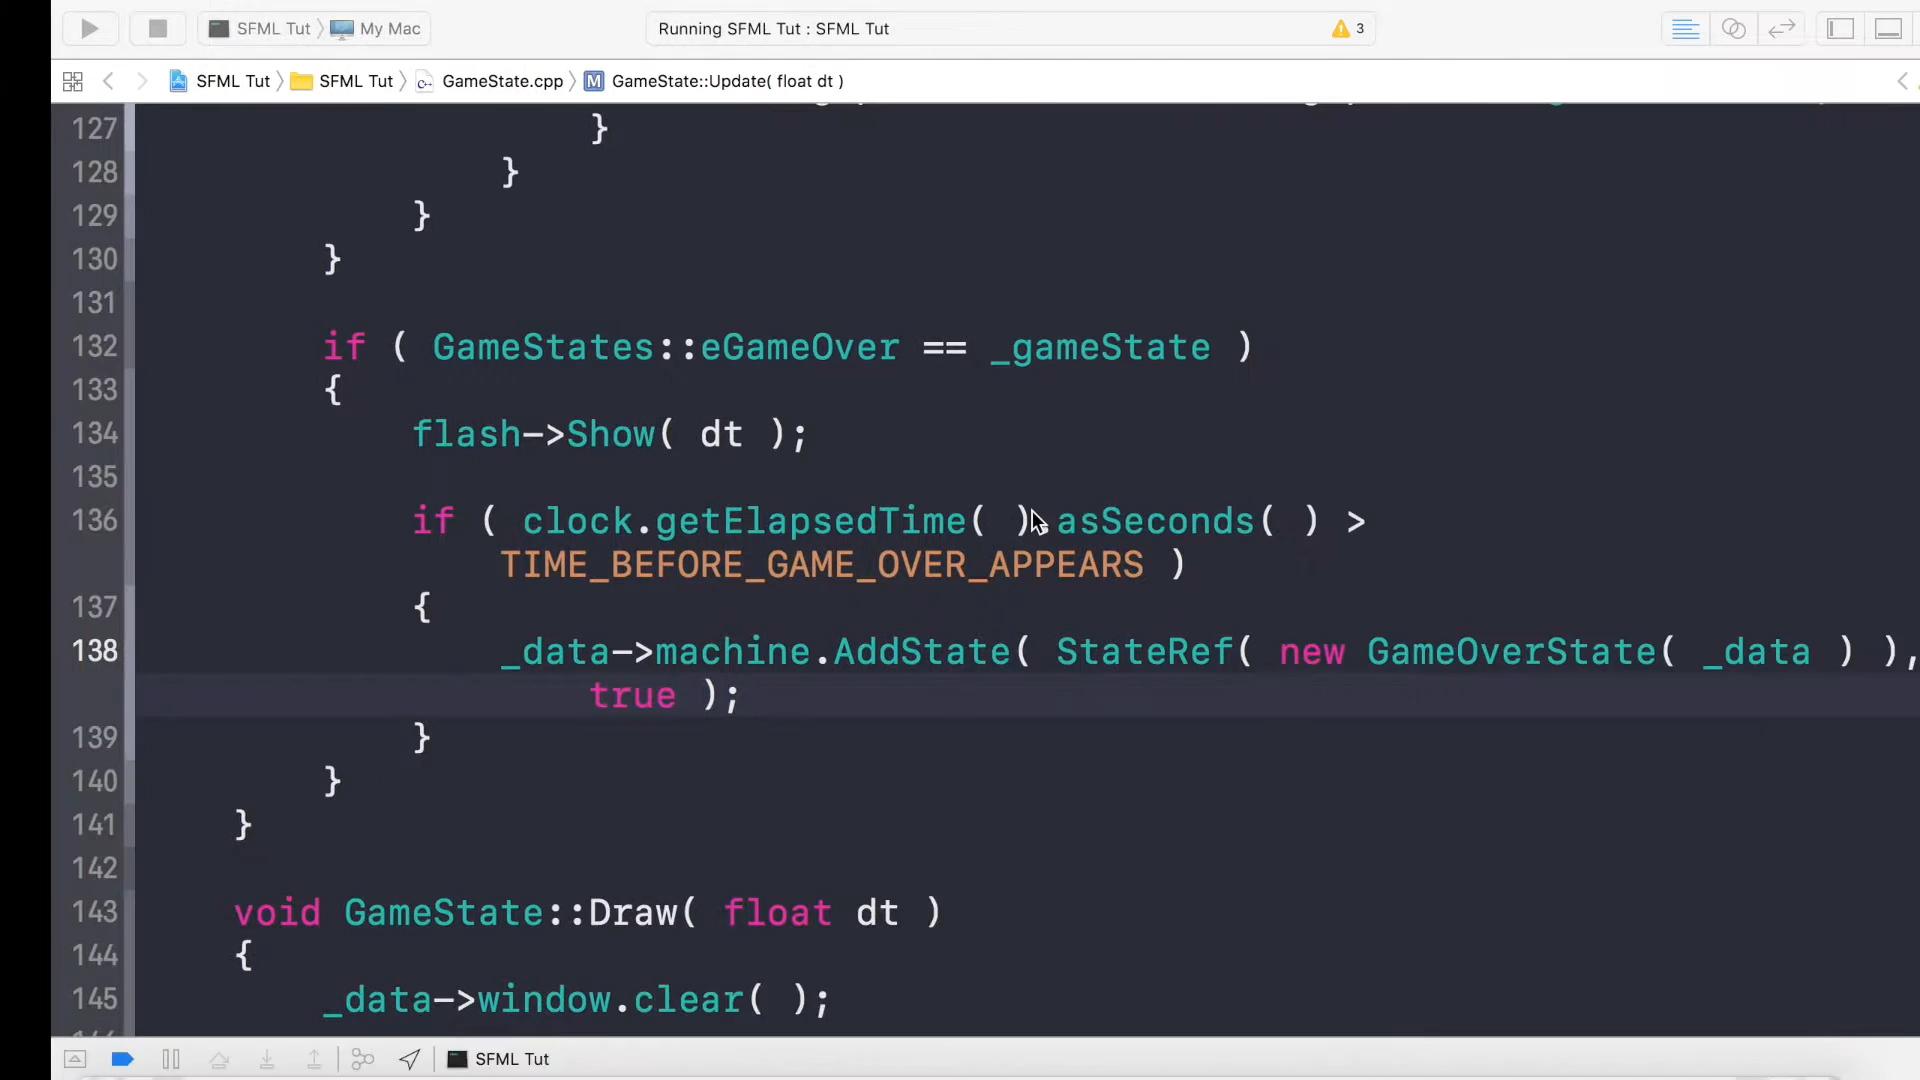 SFML Tut 〉 My Mac
Running SFML Tut : SFML Tut
3
SFML Tut 〉 SFML Tut 〉 GameState.cpp 〉 M GameState::Update( float dt )
127 }
128 }
129 }
130 }
131
132 if ( GameStates::eGameOver == _gameState )
133 {
134 flash->Show( dt );
135
136 if ( clock.getElapsedTime( ).asSeconds( ) >
TIME_BEFORE_GAME_OVER_APPEARS )
137 {
138 _data->machine.AddState( StateRef( new GameOverState( _data ) ),
true );
139 }
140 }
141 }
142
143 void GameState::Draw( float dt )
144 {
145 _data->window.clear( );
SFML Tut